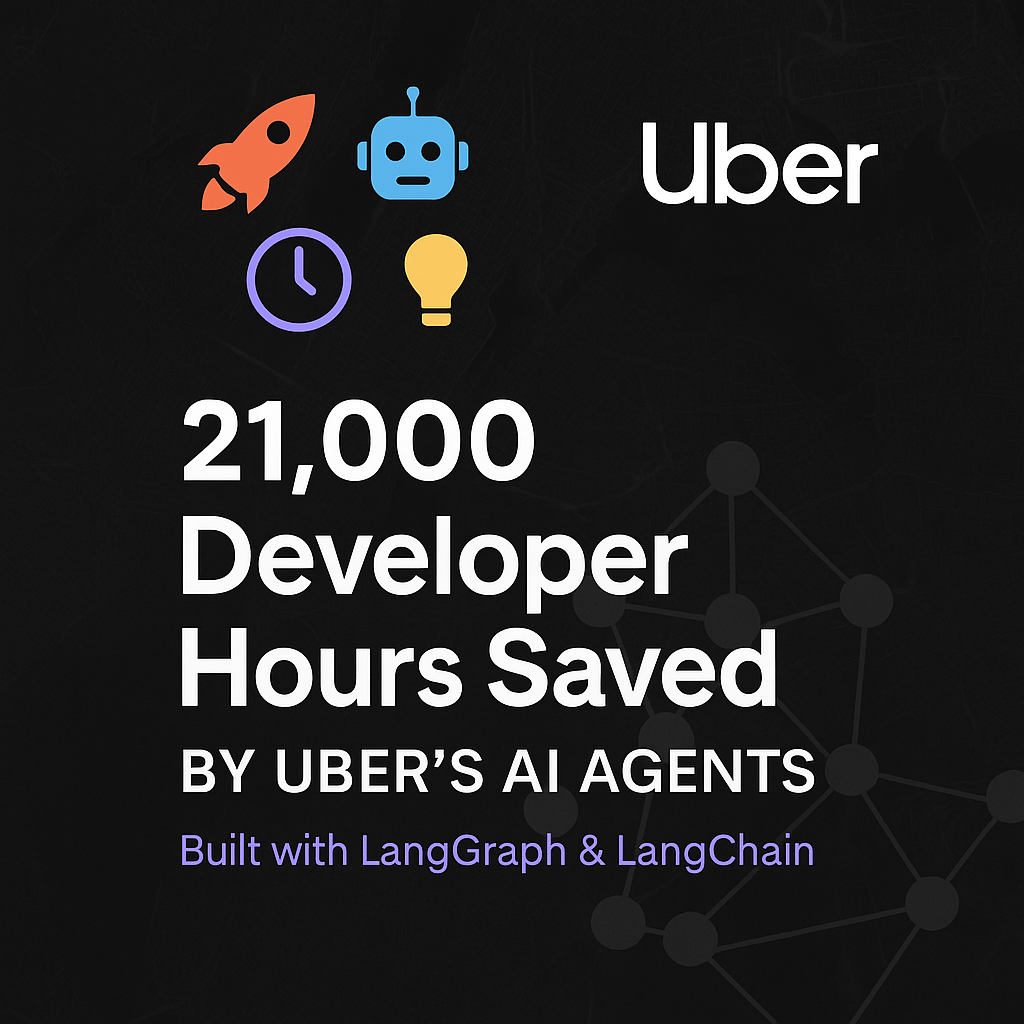 Uber
21,000
Developer
Hours Saved
BY UBER’S AI AGENTS
Built with LangGraph & LangChain